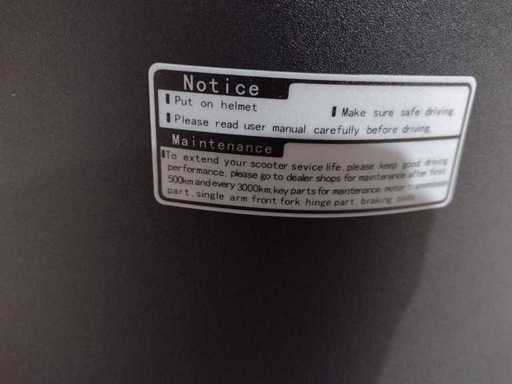 Notice
Put on helmet
Make sure safe driving
Please read user manual carefully before driving
Maintenance
To extend your scooter sevice life, please keep good driving
performance, please go to dealer shops for maintenance after first
500km and every 3000km, key parts for maintenance: motor transmission
part, single arm front fork hinge part, braking